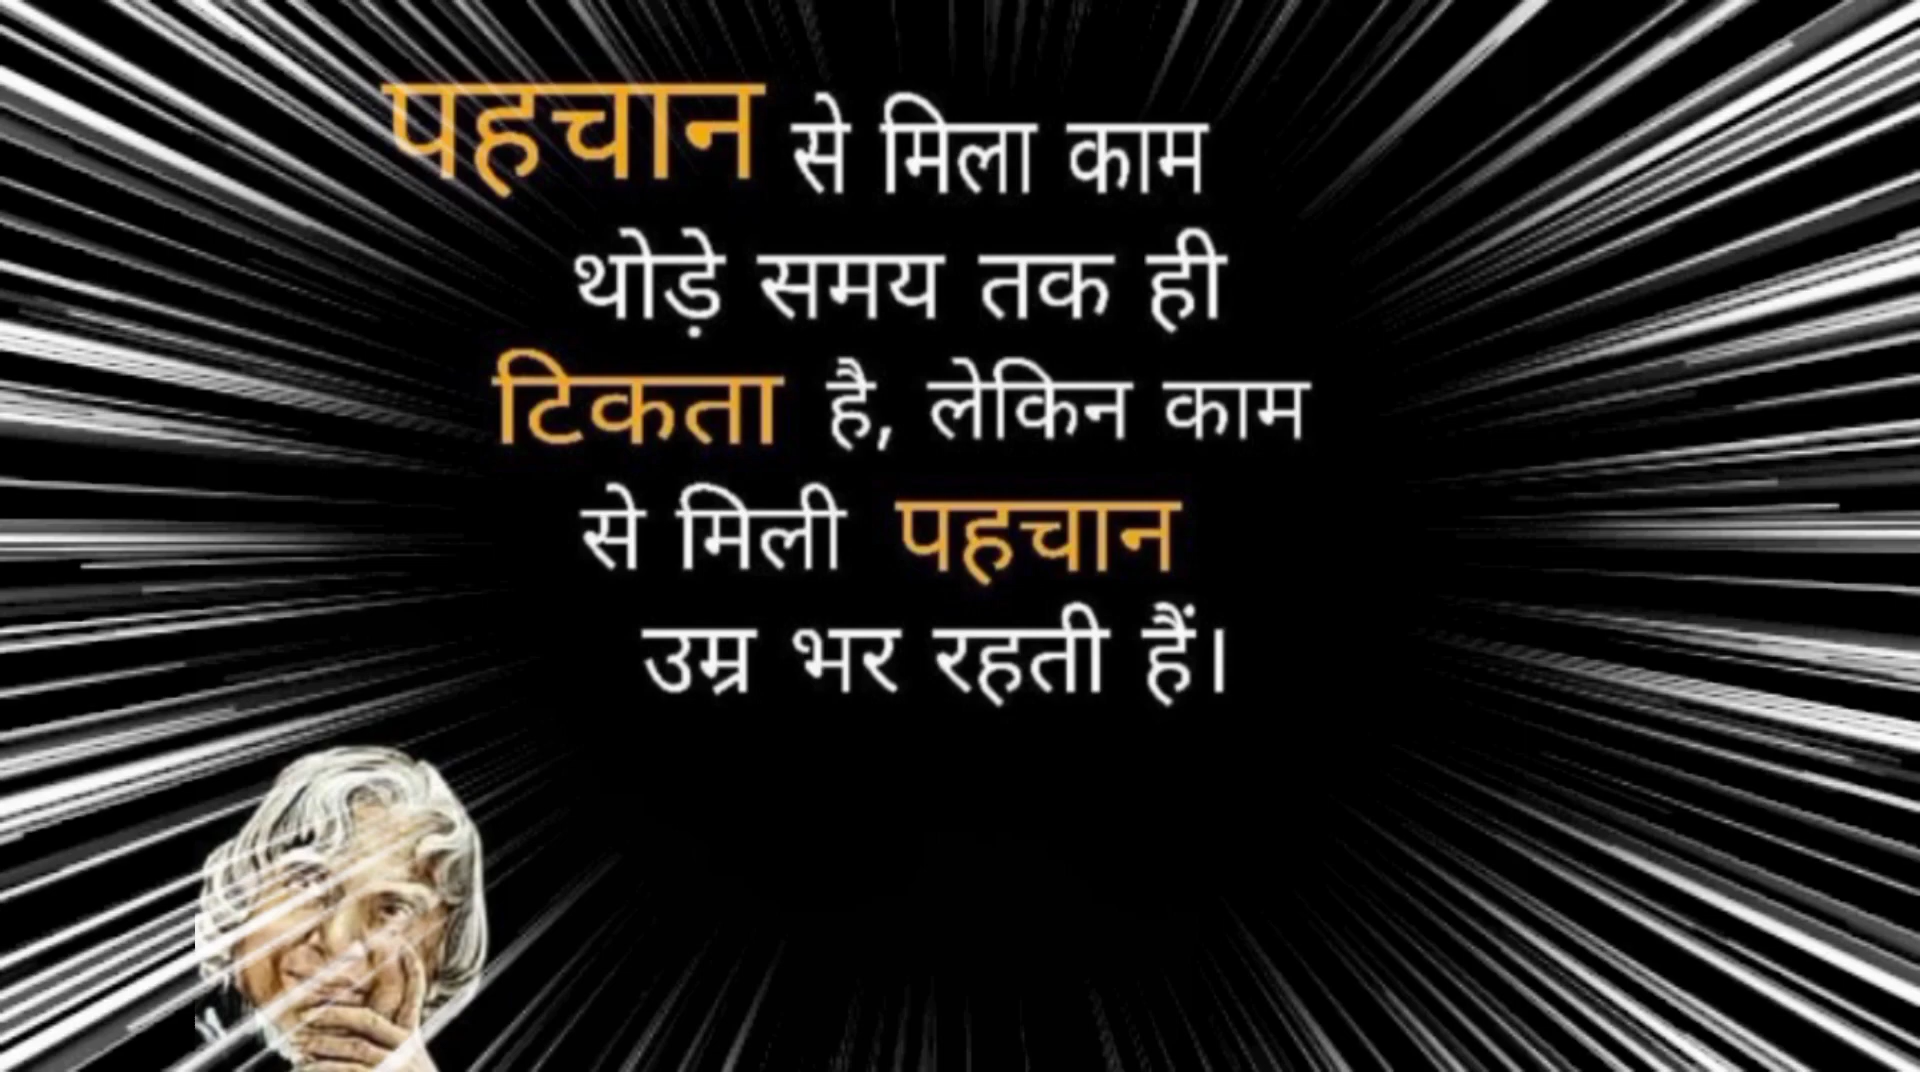 पहचान से मिला काम
थोड़े समय तक ही
टिकता है, लेकिन काम
से मिली पहचान
उम्र भर रहती हैं।